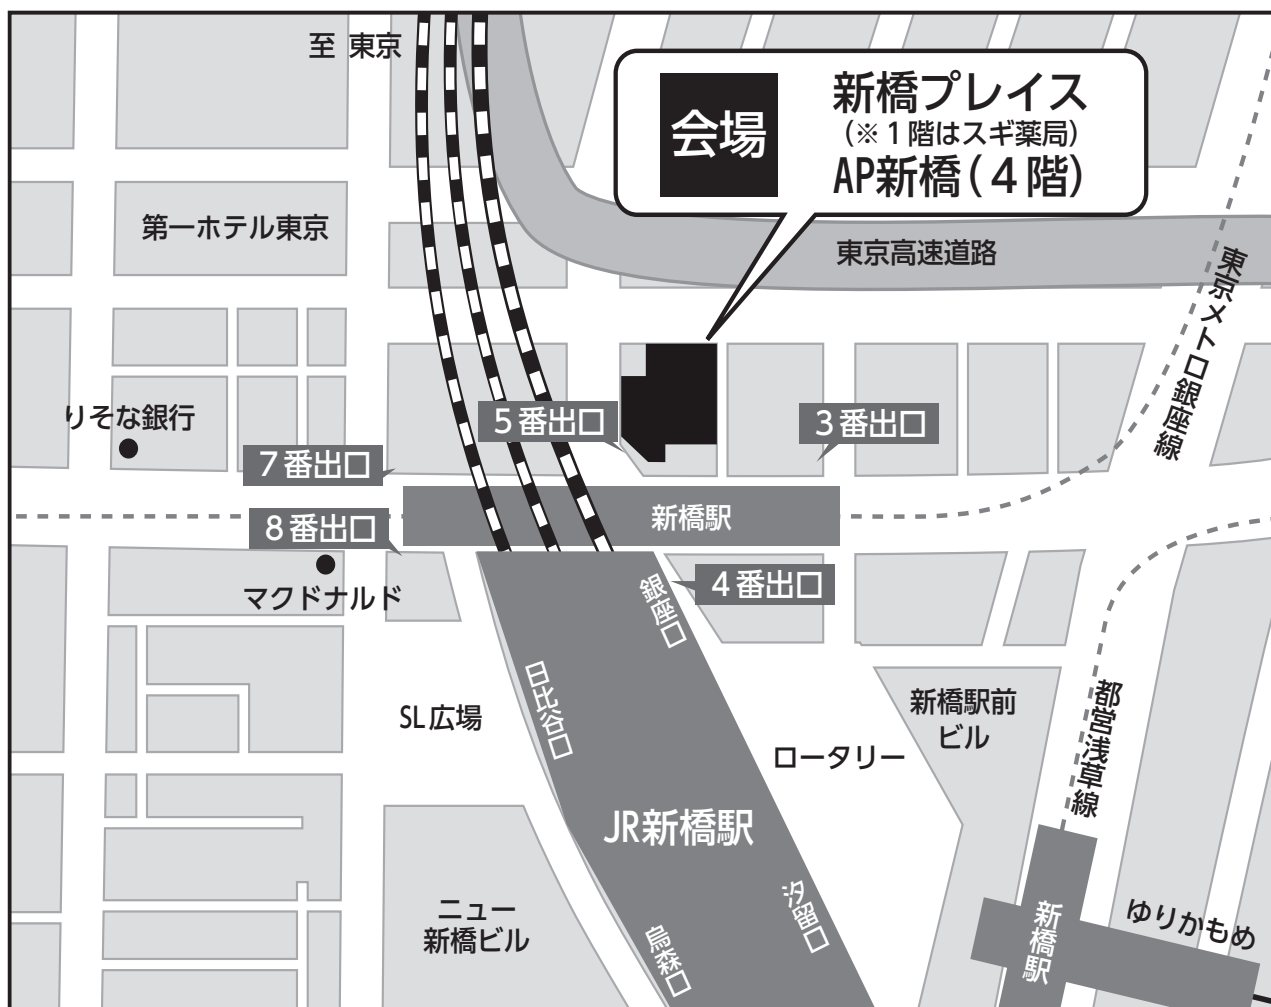 至 東京
会場
新橋プレイス
(※1階はスギ薬局)
AP新橋(4階)
第一ホテル東京
東京高速道路
東京メトロ銀座線
りそな銀行
5番出口
3番出口
7番出口
新橋駅
8番出口
マクドナルド
4番出口
銀座口
日比谷口
SL広場
新橋駅前
ビル
都営浅草線
ロータリー
JR新橋駅
汐留口
ニュー
新橋ビル
烏森口
新橋駅
ゆりかもめ